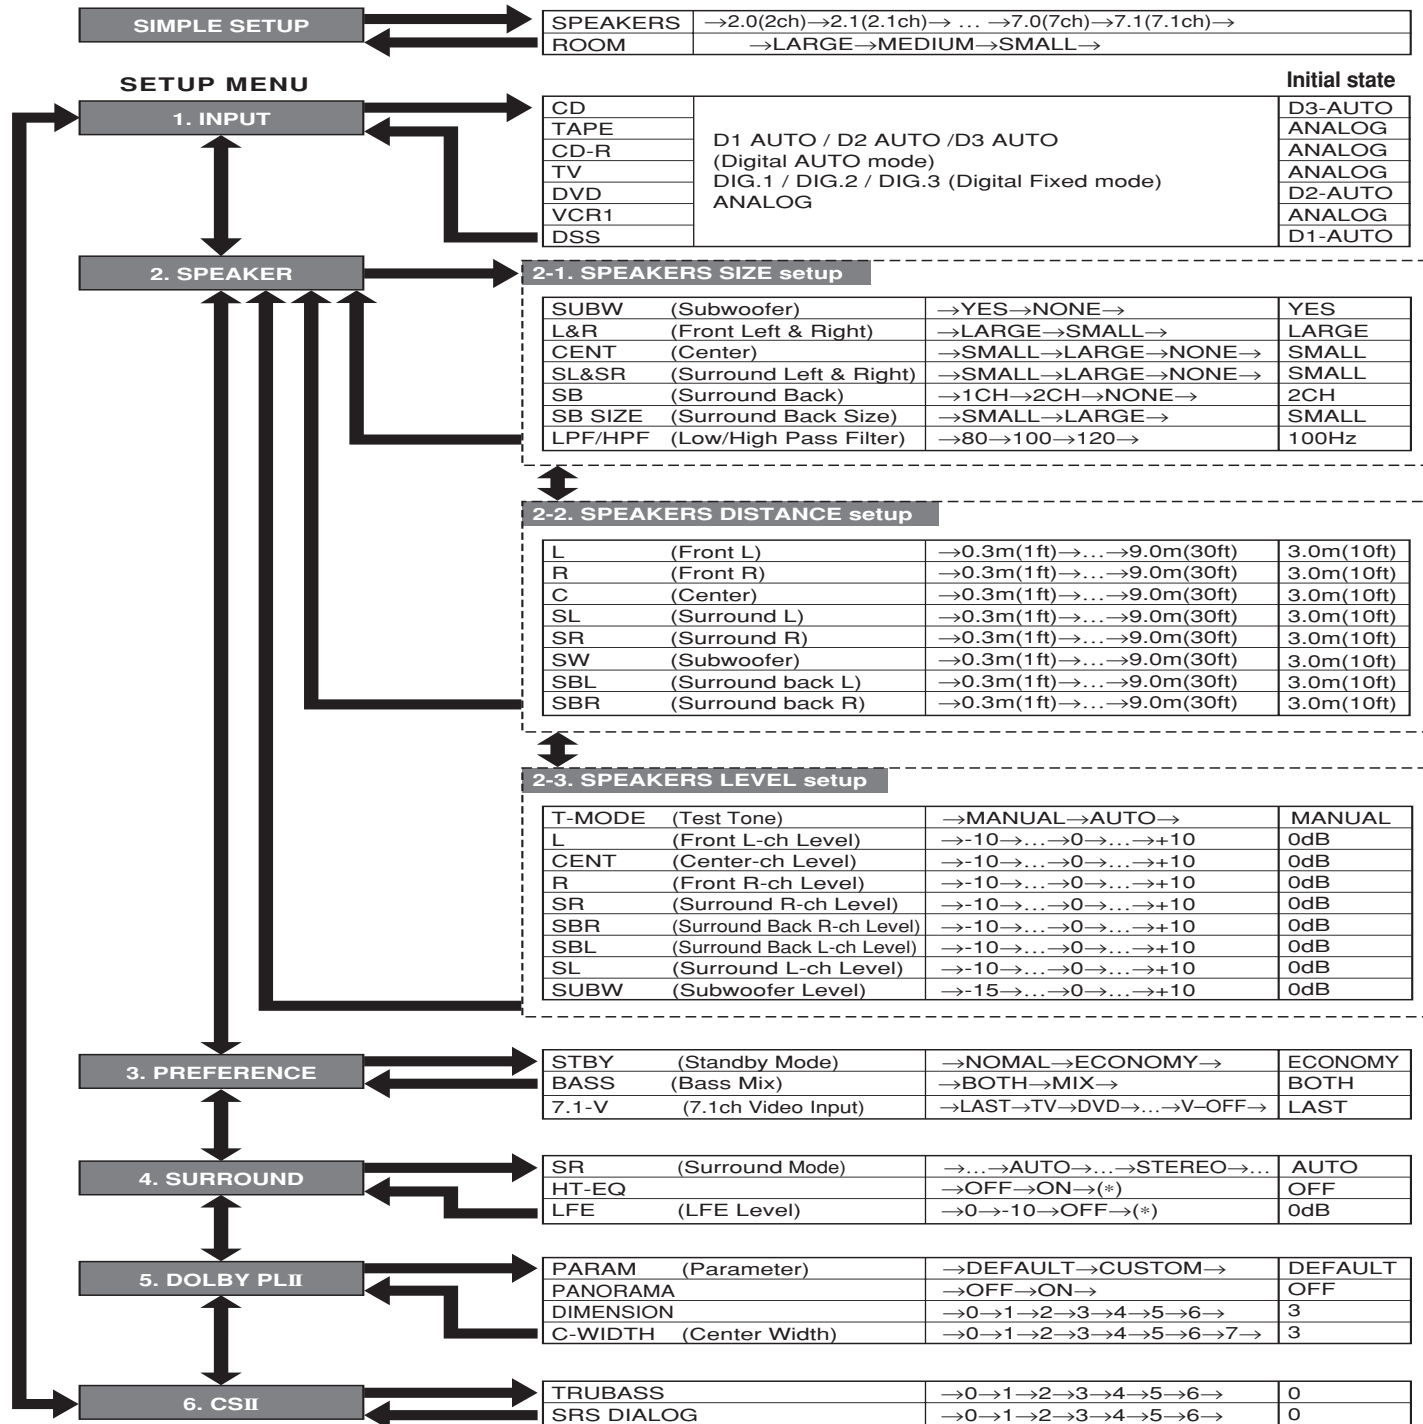 SIMPLE SETUP
SPEAKERS →2.0(2ch)→2.1(2.1ch)→ … →7.0(7ch)→7.1(7.1ch)→
ROOM →LARGE→MEDIUM→SMALL→
SETUP MENU
Initial state
1. INPUT
CD D3-AUTO
TAPE ANALOG
CD-R ANALOG
TV ANALOG
DVD D2-AUTO
VCR1 ANALOG
DSS D1-AUTO
D1 AUTO / D2 AUTO /D3 AUTO
(Digital AUTO mode)
DIG.1 / DIG.2 / DIG.3 (Digital Fixed mode)
ANALOG
2. SPEAKER
2-1. SPEAKERS SIZE setup
SUBW (Subwoofer) →YES→NONE→ YES
L&R (Front Left & Right) →LARGE→SMALL→ LARGE
CENT (Center) →SMALL→LARGE→NONE→ SMALL
SL&SR (Surround Left & Right) →SMALL→LARGE→NONE→ SMALL
SB (Surround Back) →1CH→2CH→NONE→ 2CH
SB SIZE (Surround Back Size) →SMALL→LARGE→ SMALL
LPF/HPF (Low/High Pass Filter) →80→100→120→ 100Hz
2-2. SPEAKERS DISTANCE setup
L (Front L) →0.3m(1ft)→…→9.0m(30ft) 3.0m(10ft)
R (Front R) →0.3m(1ft)→…→9.0m(30ft) 3.0m(10ft)
C (Center) →0.3m(1ft)→…→9.0m(30ft) 3.0m(10ft)
SL (Surround L) →0.3m(1ft)→…→9.0m(30ft) 3.0m(10ft)
SR (Surround R) →0.3m(1ft)→…→9.0m(30ft) 3.0m(10ft)
SW (Subwoofer) →0.3m(1ft)→…→9.0m(30ft) 3.0m(10ft)
SBL (Surround back L) →0.3m(1ft)→…→9.0m(30ft) 3.0m(10ft)
SBR (Surround back R) →0.3m(1ft)→…→9.0m(30ft) 3.0m(10ft)
2-3. SPEAKERS LEVEL setup
T-MODE (Test Tone) →MANUAL→AUTO→ MANUAL
L (Front L-ch Level) →-10→…→0→…→+10 0dB
CENT (Center-ch Level) →-10→…→0→…→+10 0dB
R (Front R-ch Level) →-10→…→0→…→+10 0dB
SR (Surround R-ch Level) →-10→…→0→…→+10 0dB
SBR (Surround Back R-ch Level) →-10→…→0→…→+10 0dB
SBL (Surround Back L-ch Level) →-10→…→0→…→+10 0dB
SL (Surround L-ch Level) →-10→…→0→…→+10 0dB
SUBW (Subwoofer Level) →-15→…→0→…→+10 0dB
3. PREFERENCE
STBY (Standby Mode) →NOMAL→ECONOMY→ ECONOMY
BASS (Bass Mix) →BOTH→MIX→ BOTH
7.1-V (7.1ch Video Input) →LAST→TV→DVD→…→V–OFF→ LAST
4. SURROUND
SR (Surround Mode) →…→AUTO→…→STEREO→… AUTO
HT-EQ →OFF→ON→(*) OFF
LFE (LFE Level) →0→-10→OFF→(*) 0dB
5. DOLBY PLII
PARAM (Parameter) →DEFAULT→CUSTOM→ DEFAULT
PANORAMA →OFF→ON→ OFF
DIMENSION →0→1→2→3→4→5→6→ 3
C-WIDTH (Center Width) →0→1→2→3→4→5→6→7→ 3
6. CSII
TRUBASS →0→1→2→3→4→5→6→ 0
SRS DIALOG →0→1→2→3→4→5→6→ 0